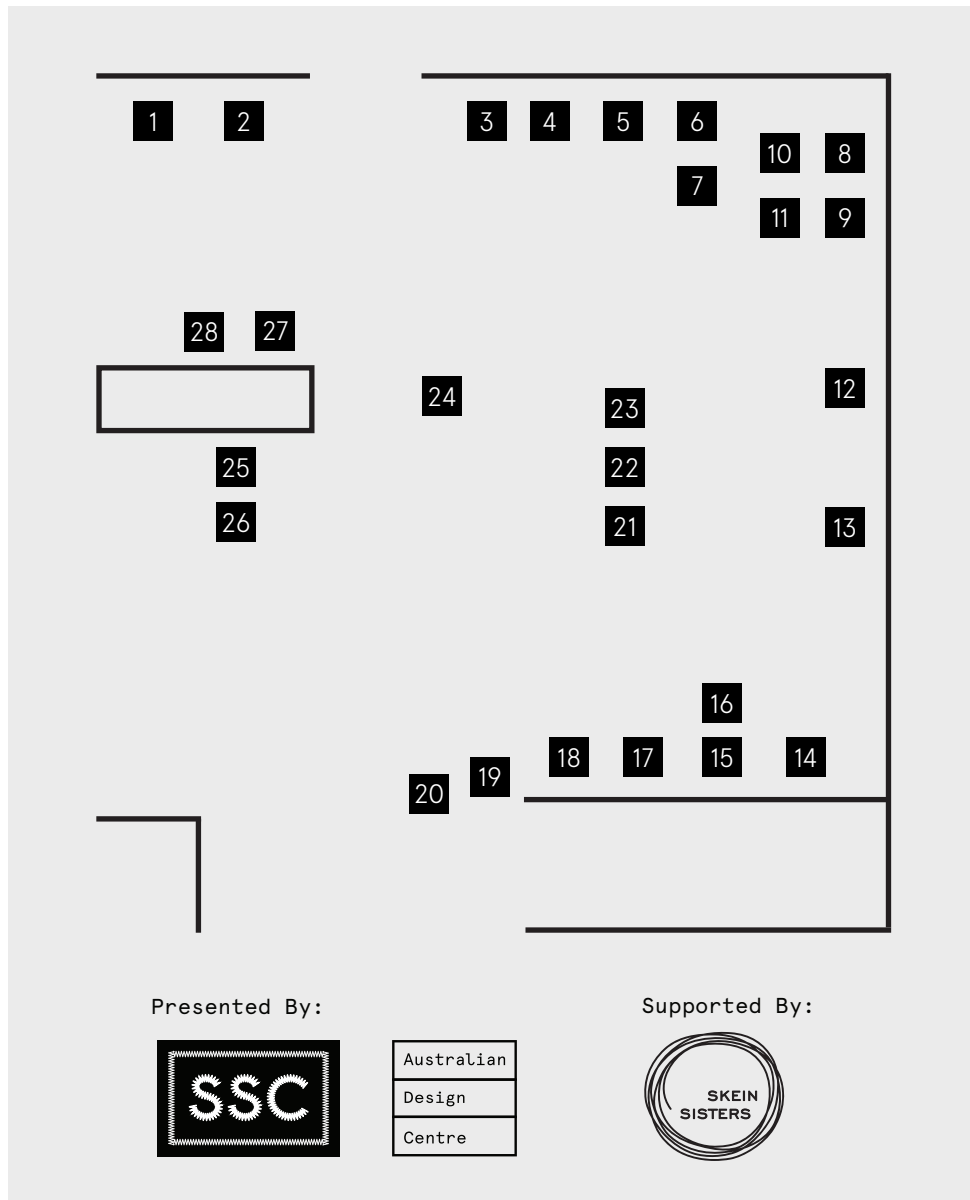 1 2 3 4 5 6
10 8
7
11 9
28 27
24 23 12
25 22
26 21 13
16
18 17 15 14
20 19
Presented By:
Supported By:
SSC
Australian
Design
Centre
SKEIN
SISTERS